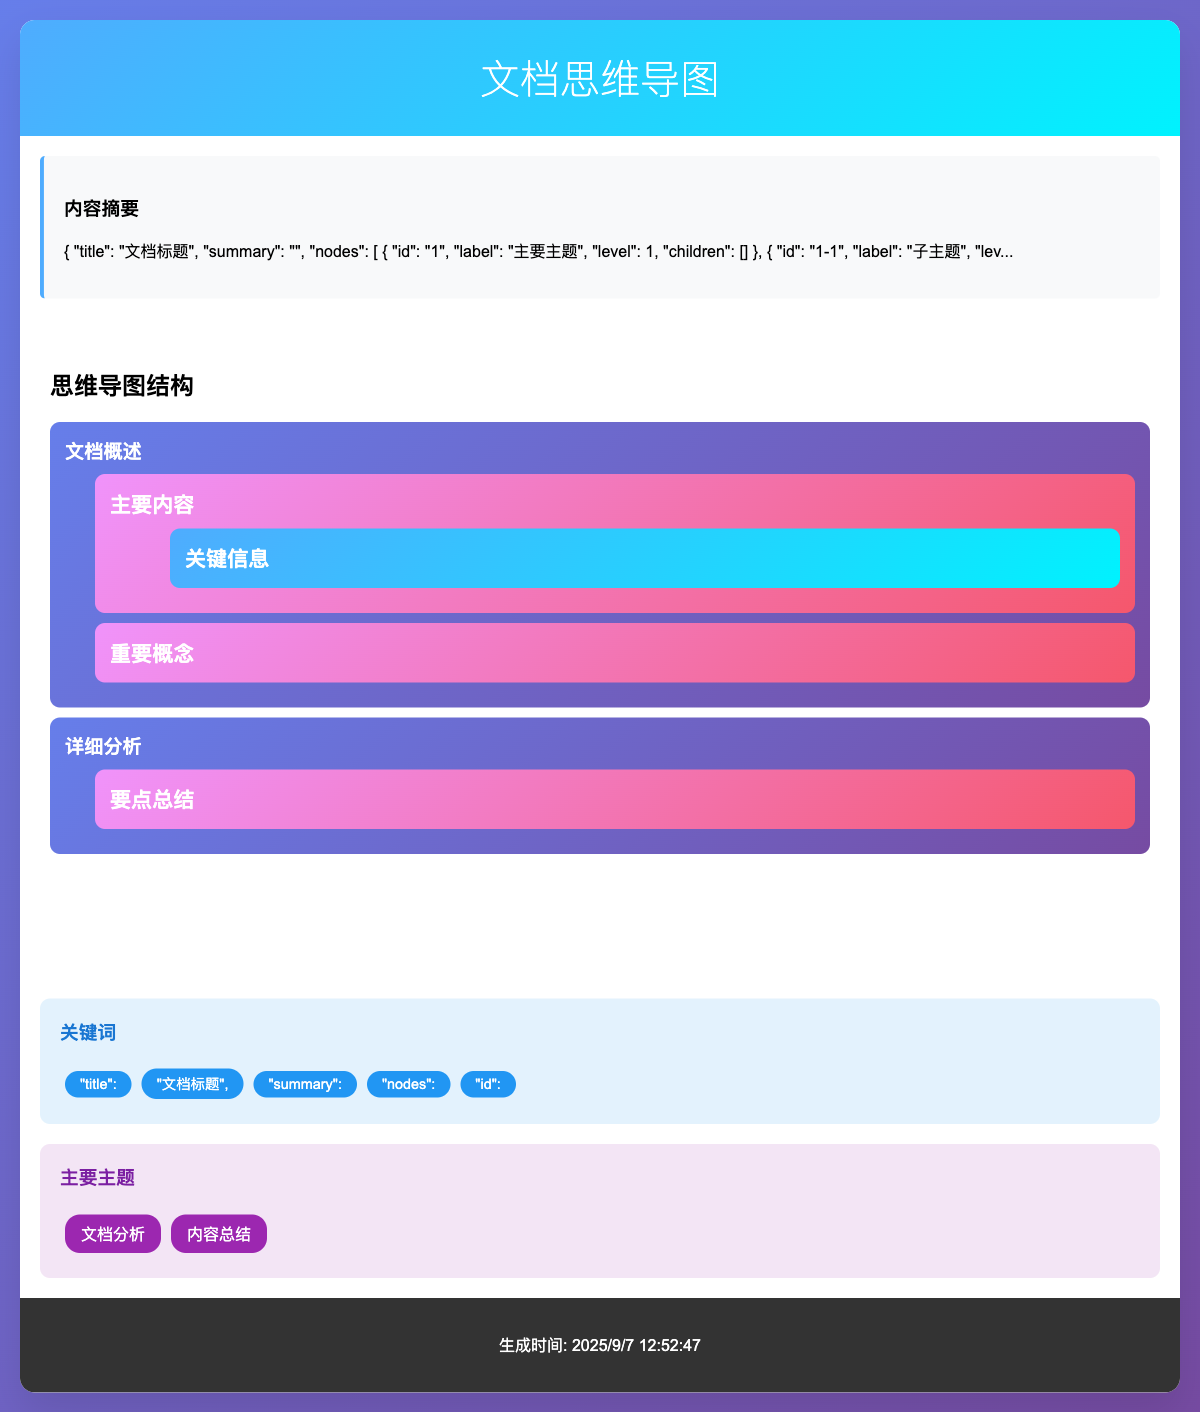 文档思维导图
内容摘要
{ "title": "文档标题", "summary": "", "nodes": [ { "id": "1", "label": "主要主题", "level": 1, "children": [] }, { "id": "1-1", "label": "子主题", "lev...
思维导图结构
文档概述
主要内容
关键信息
重要概念
详细分析
要点总结
关键词
"title": "文档标题", "summary": "nodes": "id":
主要主题
文档分析 内容总结
生成时间: 2025/9/7 12:52:47